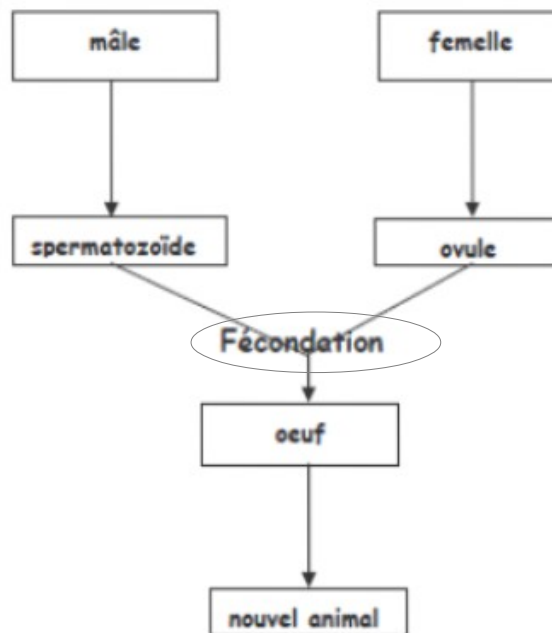 mâle
femelle
spermatozoïde
ovule
Fécondation
oeuf
nouvel animal